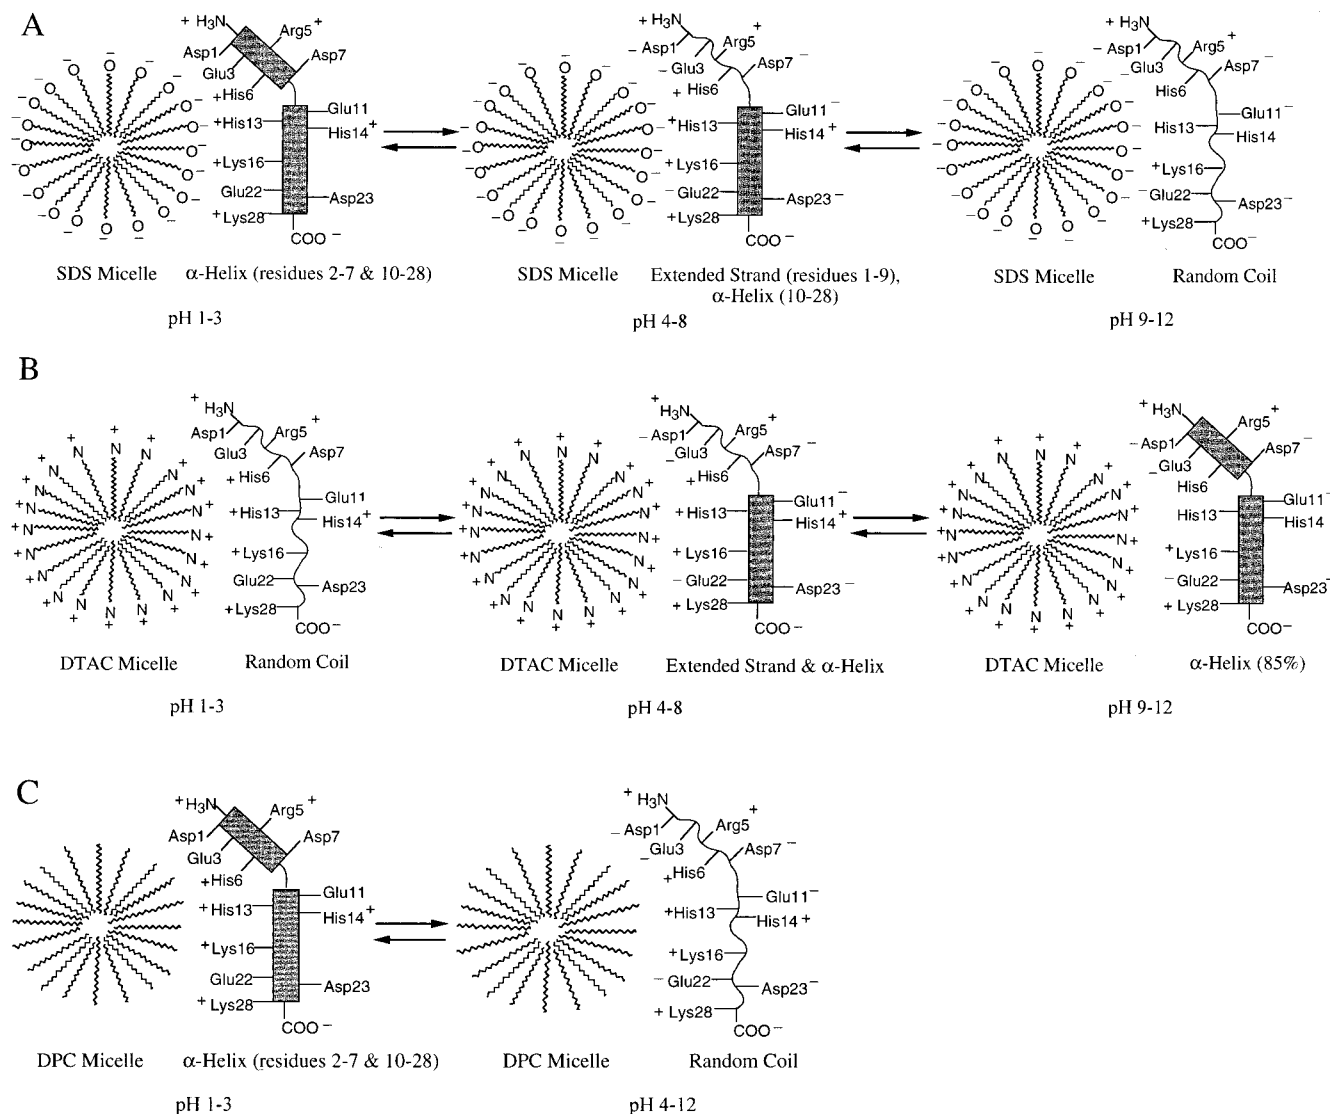 A
+ H3N
Arg5 +
Asp1
Glu3
Asp7
+His6
Glu11
+His13
His14+
+Lys16
Glu22
Asp23
+Lys28
COO−
SDS Micelle
α-Helix (residues 2-7 & 10-28)
pH 1-3
+ H3N
− Asp1
Arg5 +
− Glu3
Asp7 −
+ His6
Glu11−
+His13
His14+
+Lys16
−Glu22
Asp23−
+Lys28
COO−
SDS Micelle
Extended Strand (residues 1-9),
α-Helix (10-28)
pH 4-8
+ H3N
− Asp1
Arg5 +
− Glu3
Asp7 −
His6
Glu11−
His13
His14
+Lys16
−Glu22
Asp23−
+Lys28
COO−
SDS Micelle
Random Coil
pH 9-12
B
+ H3N
Asp1
Arg5 +
Glu3
Asp7
+ His6
Glu11
+His13
His14+
+Lys16
Glu22
Asp23
+Lys28
COO−
DTAC Micelle
Random Coil
pH 1-3
+ H3N
−Asp1
Arg5 +
− Glu3
Asp7 −
+ His6
Glu11−
+His13
His14+
+Lys16
−Glu22
Asp23 −
+ Lys28
COO−
DTAC Micelle
Extended Strand & α-Helix
pH 4-8
+ H3N
−Asp1
Arg5 +
− Glu3
Asp7−
His6
Glu11−
His13
His14
+Lys16
−Glu22
Asp23−
+ Lys28
COO−
DTAC Micelle
α-Helix (85%)
pH 9-12
C
+ H3N
Arg5 +
Asp1
Asp7
Glu3
+His6
Glu11
+His13
His14+
+Lys16
Glu22
Asp23
+ Lys28
COO−
DPC Micelle
α-Helix (residues 2-7 & 10-28)
pH 1-3
+ H3N
− Asp1
Arg5 +
− Glu3
Asp7 −
+ His6
Glu11−
+His13
His14 +
+Lys16
− Glu22
Asp23−
+ Lys28
COO−
DPC Micelle
Random Coil
pH 4-12